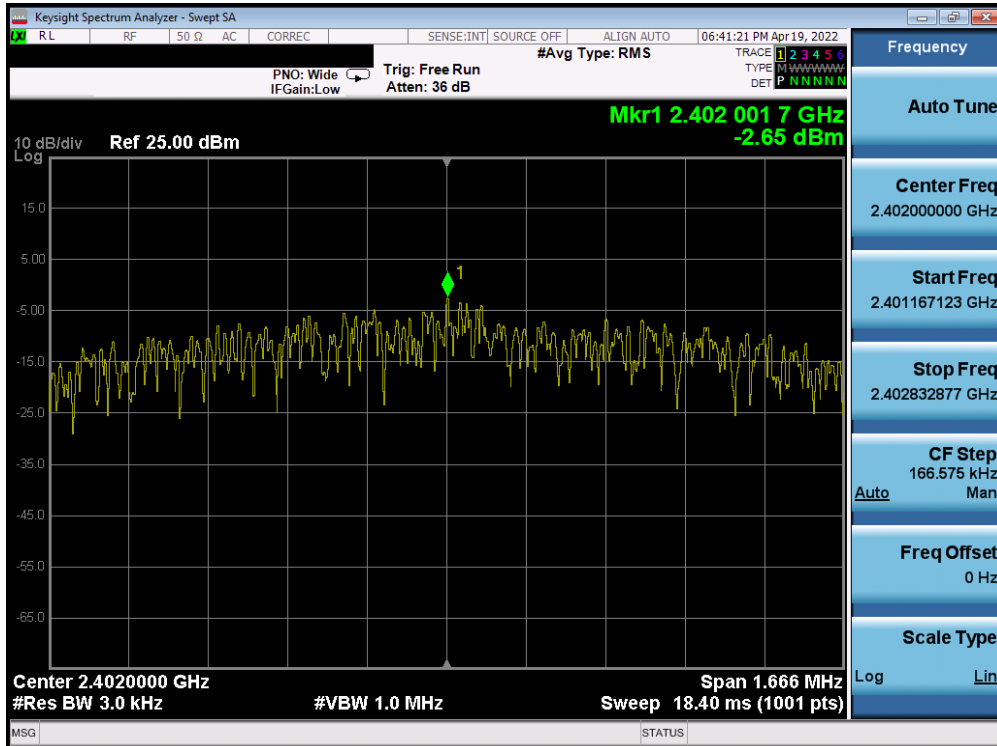 Keysight Spectrum Analyzer - Swept SA
LXI RL RF 50 Ω AC CORREC SENSE:INT SOURCE OFF ALIGN AUTO 06:41:21 PM Apr 19, 2022
#Avg Type: RMS
TRACE 1 2 3 4 5 6
TYPE M WWWWW
DET P N N N N N
PNO: Wide
IFGain:Low
Trig: Free Run
Atten: 36 dB
Mkr1 2.402 001 7 GHz
-2.65 dBm
10 dB/div
Log
Ref 25.00 dBm
15.0
5.00
-5.00
-15.0
-25.0
-35.0
-45.0
-55.0
-65.0
1
Center 2.4020000 GHz
Span 1.666 MHz
#Res BW 3.0 kHz
#VBW 1.0 MHz
Sweep 18.40 ms (1001 pts)
MSG
STATUS
Frequency
Auto Tune
Center Freq
2.402000000 GHz
Start Freq
2.401167123 GHz
Stop Freq
2.402832877 GHz
CF Step
166.575 kHz
Auto Man
Freq Offset
0 Hz
Scale Type
Log Lin